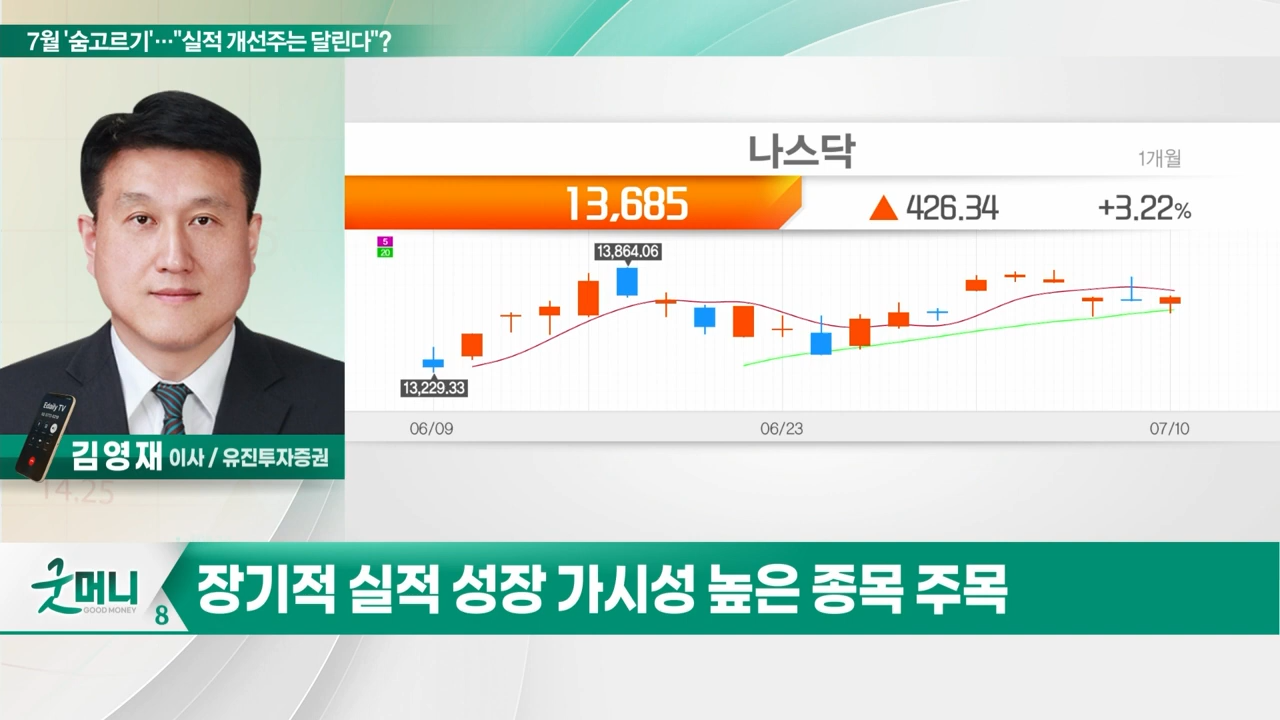 7월 '숨고르기'…"실적 개선주는 달린다"?
나스닥
1개월
13,685
▲ 426.34
+3.22%
5
20
13,864.06
13,229.33
06/09
06/23
07/10
Edaily TV
김영재 이사 / 유진투자증권
14.25
굿머니
GOOD MONEY
8
장기적 실적 성장 가시성 높은 종목 주목